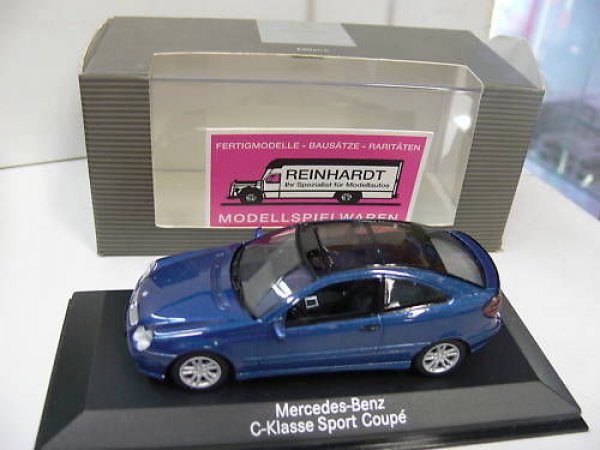 FERTIGMODELLE - BAUSÄTZE - RARITÄTEN
REINHARDT
Ihr Spezialist für Modellautos
MODELLSPIELWAREN
Mercedes-Benz
C-Klasse Sport Coupé